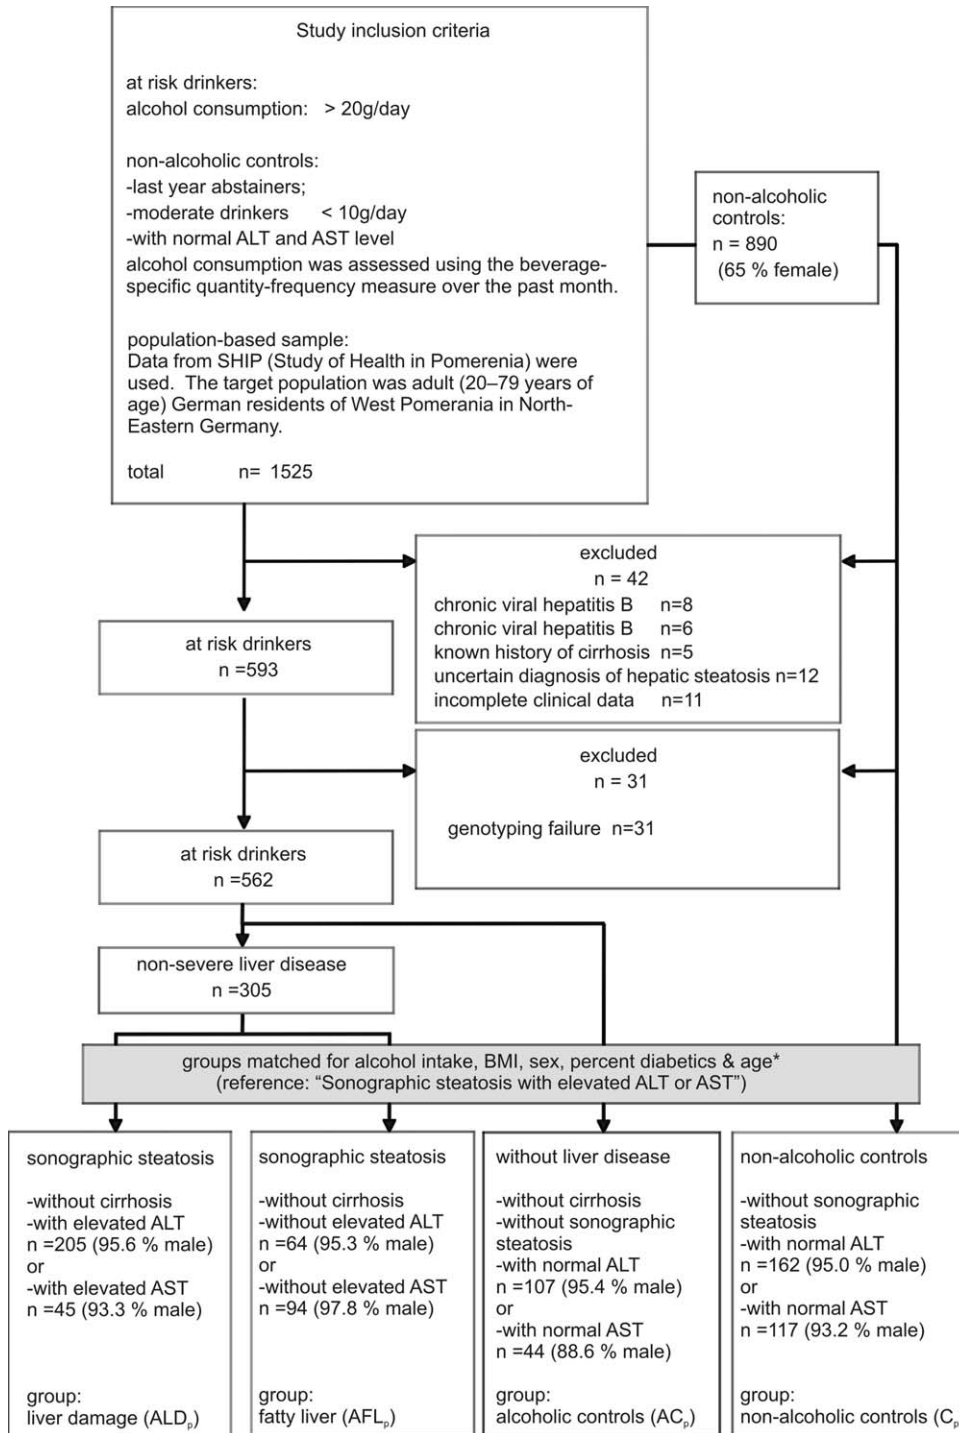 Study inclusion criteria
at risk drinkers:
alcohol consumption: > 20g/day
non-alcoholic controls:
-last year abstainers;
-moderate drinkers < 10g/day
-with normal ALT and AST level
alcohol consumption was assessed using the beverage-
specific quantity-frequency measure over the past month.
population-based sample:
Data from SHIP (Study of Health in Pomerenia) were
used. The target population was adult (20–79 years of
age) German residents of West Pomerania in North-
Eastern Germany.
total n= 1525
non-alcoholic
controls:
n = 890
(65 % female)
excluded
n = 42
chronic viral hepatitis B n=8
chronic viral hepatitis B n=6
known history of cirrhosis n=5
uncertain diagnosis of hepatic steatosis n=12
incomplete clinical data n=11
at risk drinkers
n =593
excluded
n = 31
genotyping failure n=31
at risk drinkers
n =562
non-severe liver disease
n =305
groups matched for alcohol intake, BMI, sex, percent diabetics & age*
(reference: “Sonographic steatosis with elevated ALT or AST”)
sonographic steatosis
-without cirrhosis
-with elevated ALT
n =205 (95.6 % male)
or
-with elevated AST
n =45 (93.3 % male)
group:
liver damage (ALDp)
sonographic steatosis
-without cirrhosis
-without elevated ALT
n =64 (95.3 % male)
or
-without elevated AST
n =94 (97.8 % male)
group:
fatty liver (AFLp)
without liver disease
-without cirrhosis
-without sonographic
steatosis
-with normal ALT
n =107 (95.4 % male)
or
-with normal AST
n =44 (88.6 % male)
group:
alcoholic controls (ACp)
non-alcoholic controls
-without sonographic
steatosis
-with normal ALT
n =162 (95.0 % male)
or
-with normal AST
n =117 (93.2 % male)
group:
non-alcoholic controls (Cp